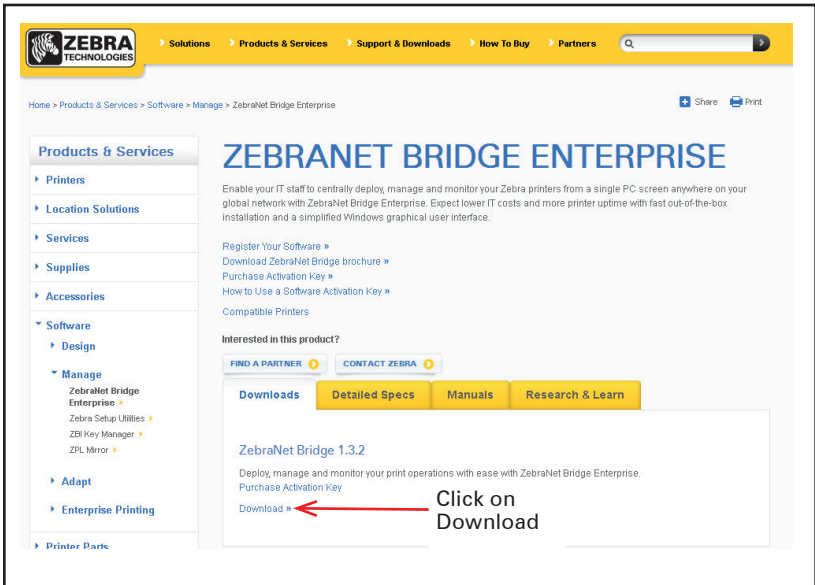 ZEBRA
TECHNOLOGIES
Solutions Products & Services Support & Downloads How To Buy Partners
Home > Products & Services > Software > Manage > ZebraNet Bridge Enterprise
Share Print
Products & Services
Printers
Location Solutions
Services
Supplies
Accessories
Software
Design
Manage
ZebraNet Bridge
Enterprise »
Zebra Setup Utilities »
ZBI Key Manager »
ZPL Mirror »
Adapt
Enterprise Printing
Printer Parts
ZEBRANET BRIDGE ENTERPRISE
Enable your IT staff to centrally deploy, manage and monitor your Zebra printers from a single PC screen anywhere on your
global network with ZebraNet Bridge Enterprise. Expect lower IT costs and more printer uptime with fast out-of-the-box
installation and a simplified Windows graphical user interface.
Register Your Software »
Download ZebraNet Bridge brochure »
Purchase Activation Key »
How to Use a Software Activation Key »
Compatible Printers
Interested in this product?
FIND A PARTNER CONTACT ZEBRA
Downloads Detailed Specs Manuals Research & Learn
ZebraNet Bridge 1.3.2
Deploy, manage and monitor your print operations with ease with ZebraNet Bridge Enterprise.
Purchase Activation Key
Download »
Click on
Download